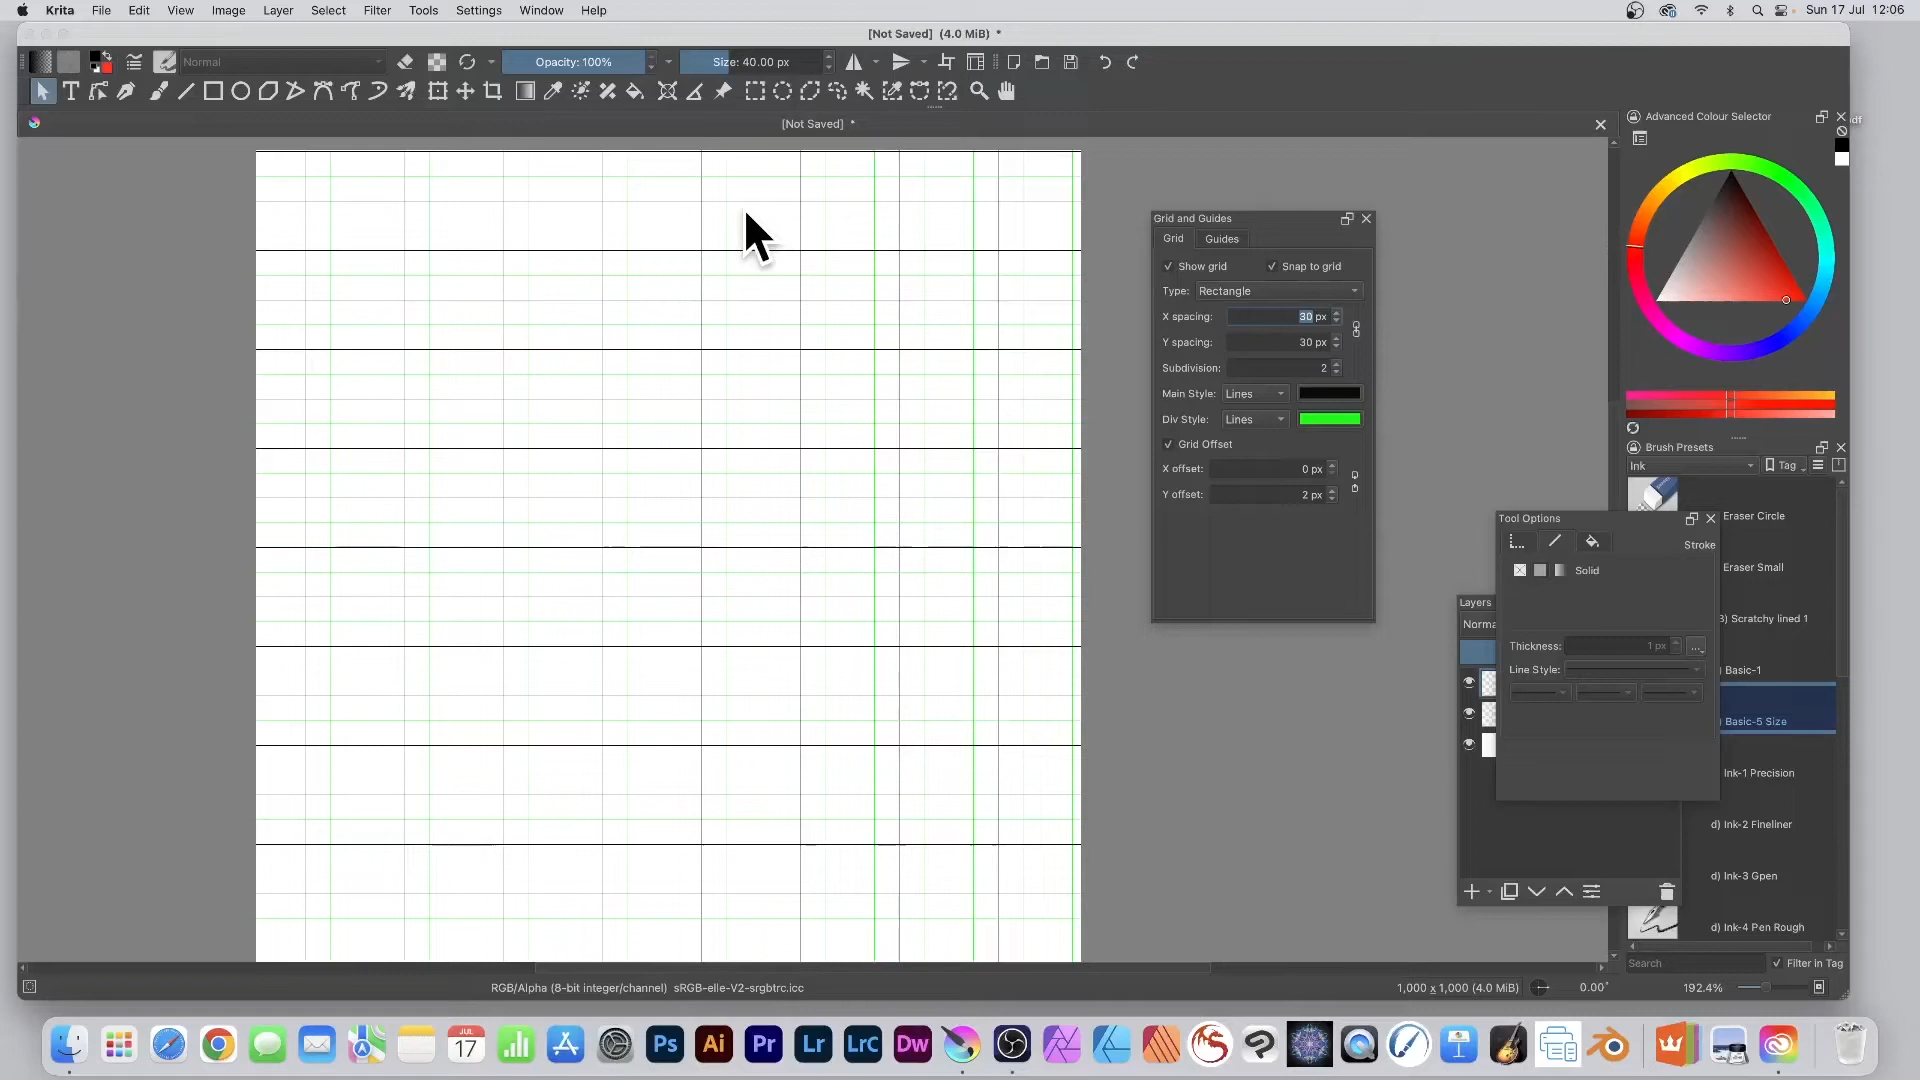 Krita File Edit View Image Layer Select Filter Tools Settings Window Help
Sun 17 Jul 12:06
[Not Saved] (4.0 MiB) *
Normal
Opacity: 100%
Size: 40.00 px
[Not Saved] *
Advanced Colour Selector
df
Grid and Guides
Grid Guides
Show grid Snap to grid
Type: Rectangle
X spacing: 30 px
Y spacing: 30 px
Subdivision: 2
Main Style: Lines
Div Style: Lines
Grid Offset
X offset: 0 px
Y offset: 2 px
Brush Presets
Ink Tag
Eraser Circle
Eraser Small
) Scratchy lined 1
Basic-1
Basic-5 Size
Ink-1 Precision
d) Ink-2 Fineliner
d) Ink-3 Gpen
d) Ink-4 Pen Rough
Search Filter in Tag
Tool Options
Stroke
Solid
Thickness: 1 px ...
Line Style:
Layers
Norma
RGB/Alpha (8-bit integer/channel) sRGB-elle-V2-srgbtrc.icc
1,000 x 1,000 (4.0 MiB) 0.00° 192.4%
JUL
17
Ps Ai Pr Lr LrC Dw